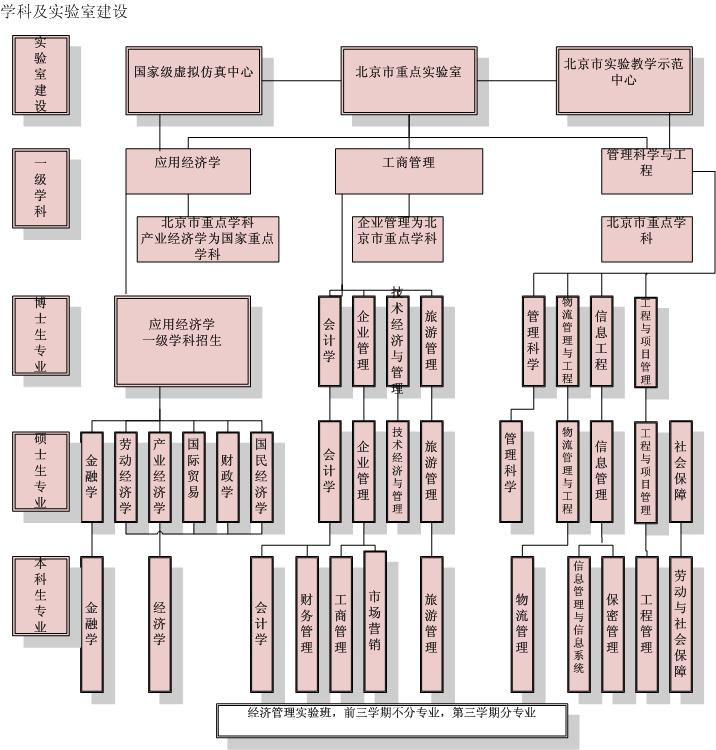 学科及实验室建设
实验室建设
国家级虚拟仿真中心
北京市重点实验室
北京市实验教学示范
中心
一级学科
应用经济学
工商管理
管理科学与工
程
北京市重点学科
产业经济学为国家重点
学科
企业管理为北
京市重点学科
北京市重点学
科
博士生专业
应用经济学
一级学科招生
会计学
企业管理
技术经济与管理
旅游管理
管理科学
物流管理与工程
信息工程
工程与项目管理
硕士生专业
金融学
劳动经济学
产业经济学
国际贸易
财政学
国民经济学
会计学
企业管理
技术经济与管理
旅游管理
管理科学
物流管理与工程
信息管理
工程与项目管理
社会保障
本科生专业
金融学
经济学
会计学
财务管理
工商管理
市场营销
旅游管理
物流管理
信息管理与信息系统
保密管理
工程管理
劳动与社会保障
经济管理实验班，前三学期不分专业，第三学期分专业